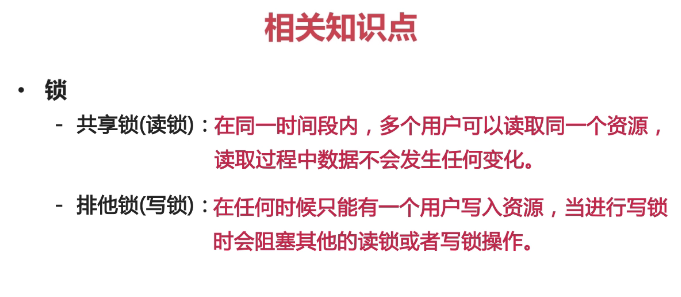 相关知识点
• 锁
- 共享锁(读锁)：在同一时间段内，多个用户可以读取同一个资源，
读取过程中数据不会发生任何变化。
- 排他锁(写锁)：在任何时候只能有一个用户写入资源，当进行写锁
时会阻塞其他的读锁或者写锁操作。